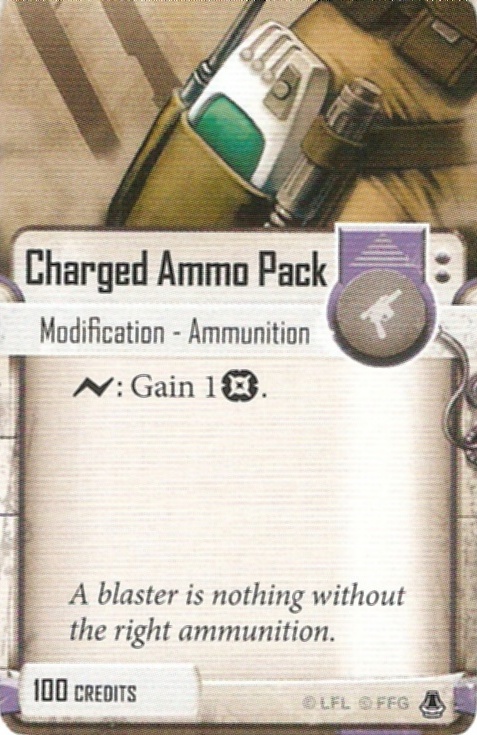 Charged Ammo Pack
Modification - Ammunition
: Gain 1 .
A blaster is nothing without
the right ammunition.
100 CREDITS
© LFL © FFG